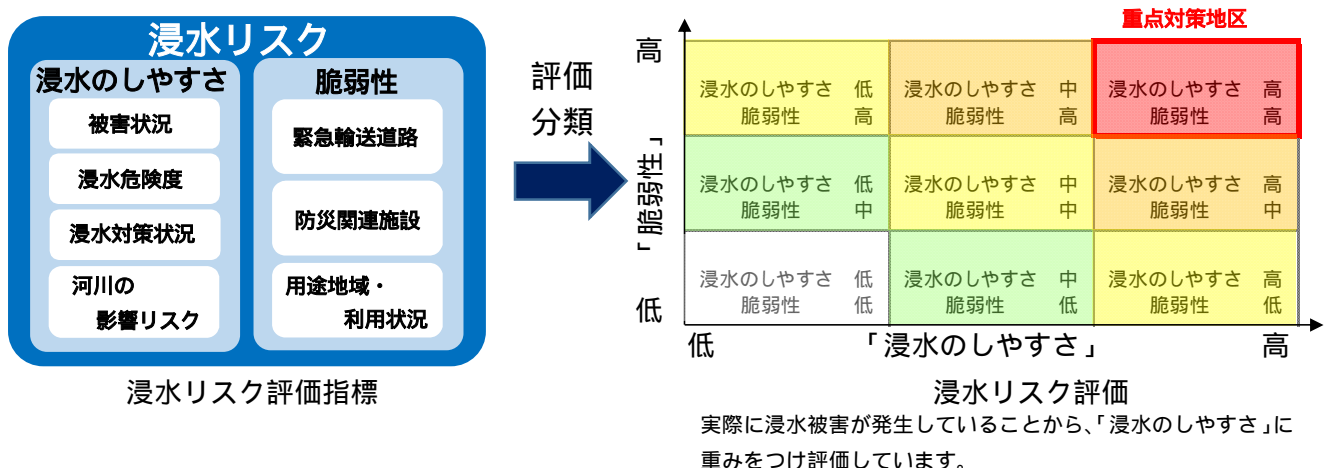 浸水リスク
浸水のしやすさ
被害状況
浸水危険度
浸水対策状況
河川の
影響リスク
脆弱性
緊急輸送道路
防災関連施設
用途地域・
利用状況
浸水リスク評価指標
評価
分類
重点対策地区
高
「脆弱性」
低
浸水のしやすさ 低
脆弱性 高
浸水のしやすさ 中
脆弱性 高
浸水のしやすさ 高
脆弱性 高
浸水のしやすさ 低
脆弱性 中
浸水のしやすさ 中
脆弱性 中
浸水のしやすさ 高
脆弱性 中
浸水のしやすさ 低
脆弱性 低
浸水のしやすさ 中
脆弱性 低
浸水のしやすさ 高
脆弱性 低
低
「浸水のしやすさ」
高
浸水リスク評価
実際に浸水被害が発生していることから、「浸水のしやすさ」に
重みをつけ評価しています。